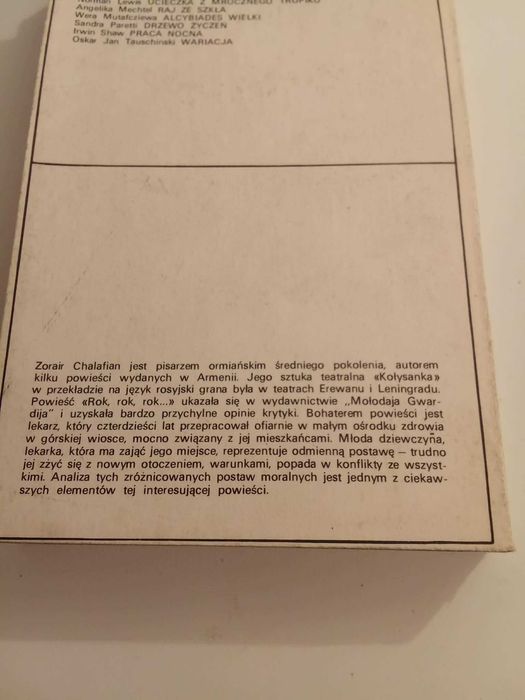 Norman Lewis UCIECZKA Z MROCZNEGO TROPIKU
Angelika Mechtel RAJ ZE SZKŁA
Wera Mutafczijewa ALCYBIADES WIELKI
Sandra Paretti DRZEWO ŻYCZEŃ
Irwin Shaw PRACA NOCNA
Oskar Jan Tauschinski WARIACJA
Zorair Chalafian jest pisarzem ormiańskim średniego pokolenia, autorem
kilku powieści wydanych w Armenii. Jego sztuka teatralna «Kołysanka»
w przekładzie na język rosyjski grana była w teatrach Erewanu i Leningradu.
Powieść «Rok, rok, rok...» ukazała się w wydawnictwie „Mołodaja Gwar-
dija” i uzyskała bardzo przychylne opinie krytyki. Bohaterem powieści jest
lekarz, który czterdzieści lat przepracował ofiarnie w małym ośrodku zdrowia
w górskiej wiosce, mocno związany z jej mieszkańcami. Młoda dziewczyna,
lekarka, która ma zająć jego miejsce, reprezentuje odmienną postawę — trudno
jej zżyć się z nowym otoczeniem, warunkami, popada w konflikty ze wszyst-
kimi. Analiza tych zróżnicowanych postaw moralnych jest jednym z ciekaw-
szych elementów tej interesującej powieści.